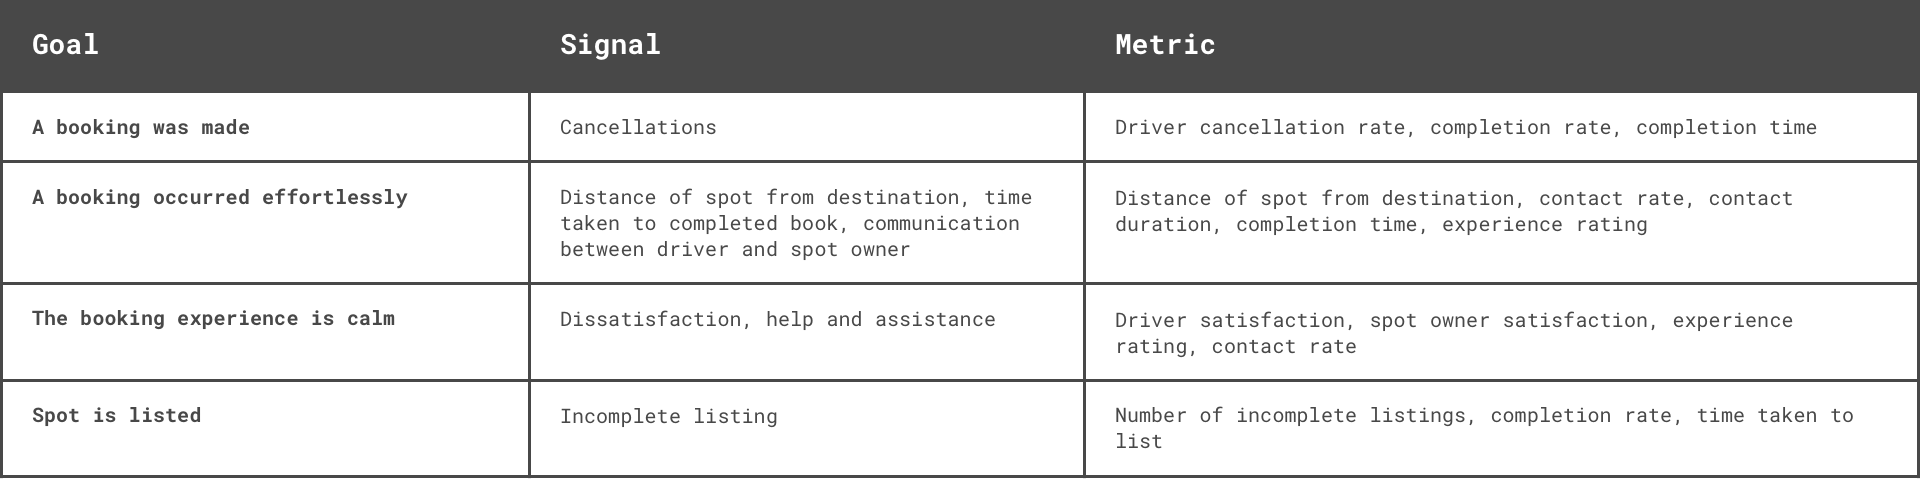 Goal
Signal
Metric
A booking was made
Cancellations
Driver cancellation rate, completion rate, completion time
A booking occurred effortlessly
Distance of spot from destination, time
taken to completed book, communication
between driver and spot owner
Distance of spot from destination, contact rate, contact
duration, completion time, experience rating
The booking experience is calm
Dissatisfaction, help and assistance
Driver satisfaction, spot owner satisfaction, experience
rating, contact rate
Spot is listed
Incomplete listing
Number of incomplete listings, completion rate, time taken to
list